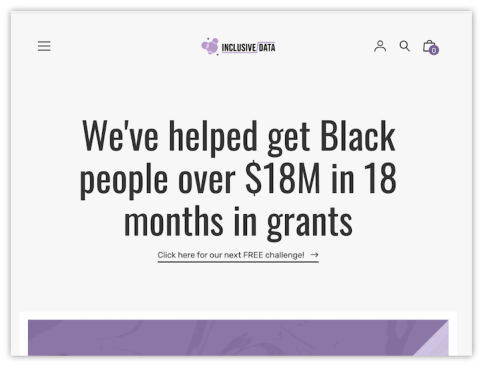 INCLUSIVE DATA
0
We've helped get Black
people over $18M in 18
months in grants
Click here for our next FREE challenge! →